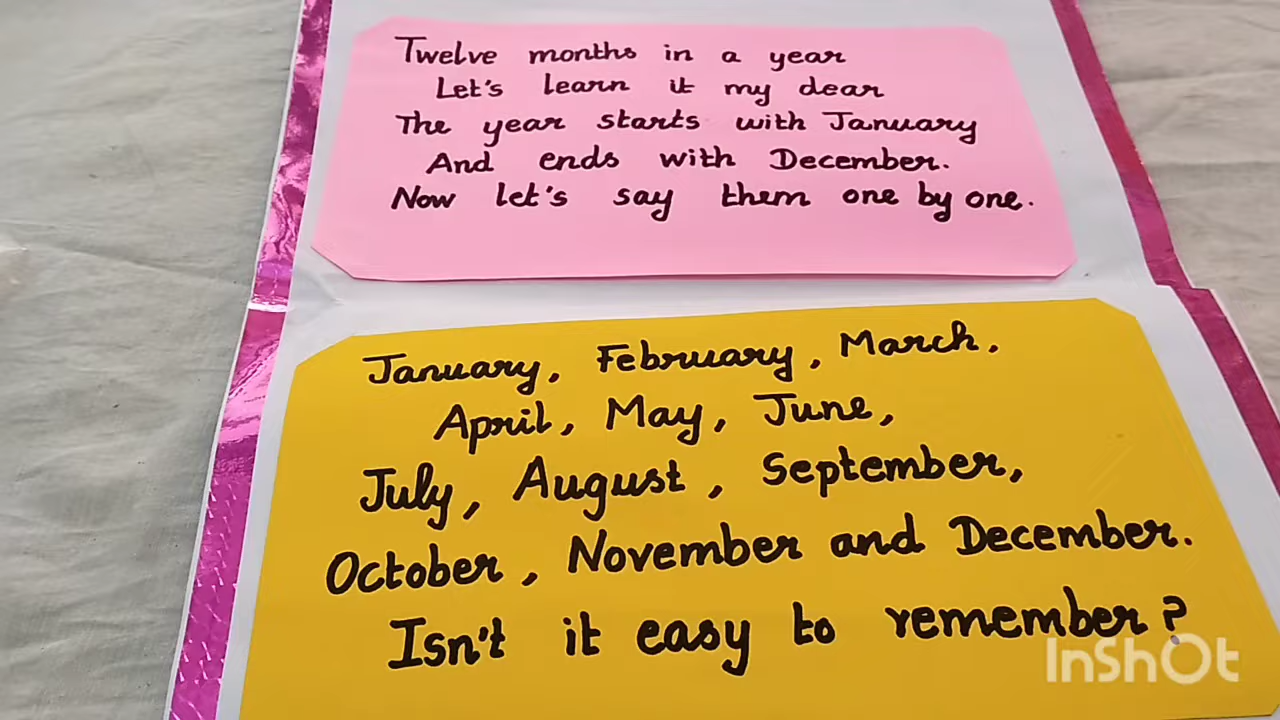 Twelve months in a year
Let's learn it my dear
The year starts with January
And ends with December.
Now let's say them one by one.
January, February, March,
April, May, June,
July, August, September,
October, November and December.
Isn't it easy to remember?
InShOt